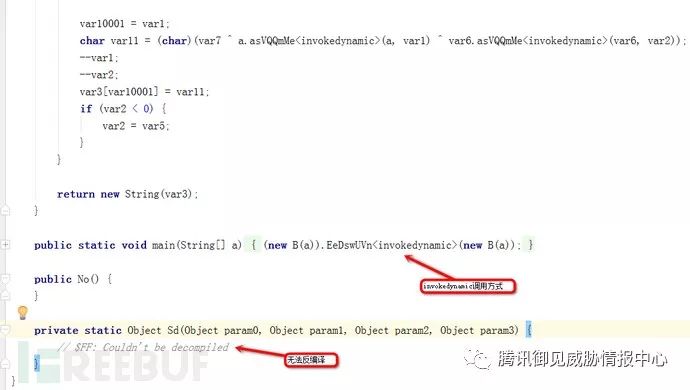 var10001 = var1;
char var11 = (char)(var7 ^ a.asVQQmMe<invokedynamic>(a, var1) ^ var6.asVQQmMe<invokedynamic>(var6, var2));
--var1;
--var2;
var3[var10001] = var11;
if (var2 < 0) {
var2 = var5;
}
}
return new String(var3);
}
public static void main(String[] a) { (new B(a)).EeDswUVn<invokedynamic>(new B(a)); }
invokedynamic调用方式
public No() {
}
private static Object Sd(Object param0, Object param1, Object param2, Object param3) {
// $FF: Couldn't be decompiled
无法反编译
}
FREEBUF
腾讯御见威胁情报中心